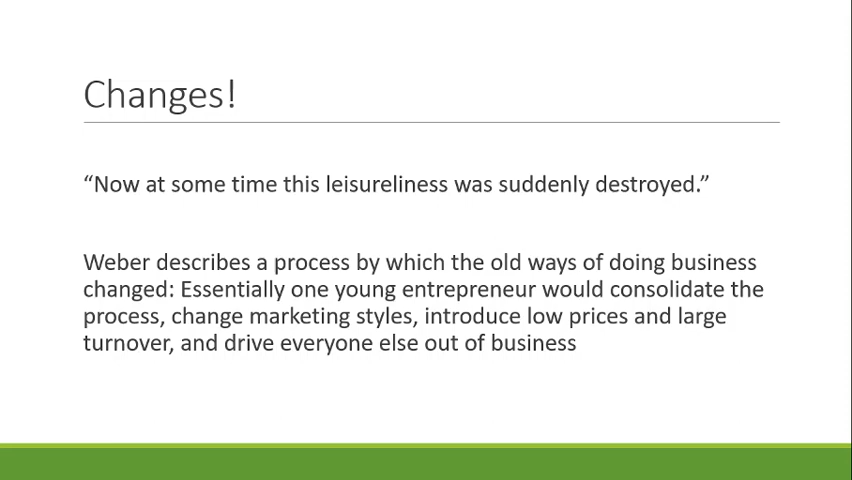 Changes!
“Now at some time this leisureliness was suddenly destroyed.”
Weber describes a process by which the old ways of doing business
changed: Essentially one young entrepreneur would consolidate the
process, change marketing styles, introduce low prices and large
turnover, and drive everyone else out of business